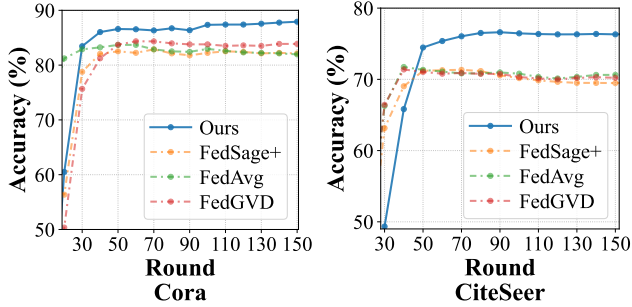 Accuracy (%)
90
80
70
60
50
30 50 70 90 110 130 150
Ours
FedSage+
FedAvg
FedGVD
Round
Cora
Accuracy (%)
80
70
60
50
30 50 70 90 110 130 150
Ours
FedSage+
FedAvg
FedGVD
Round
CiteSeer